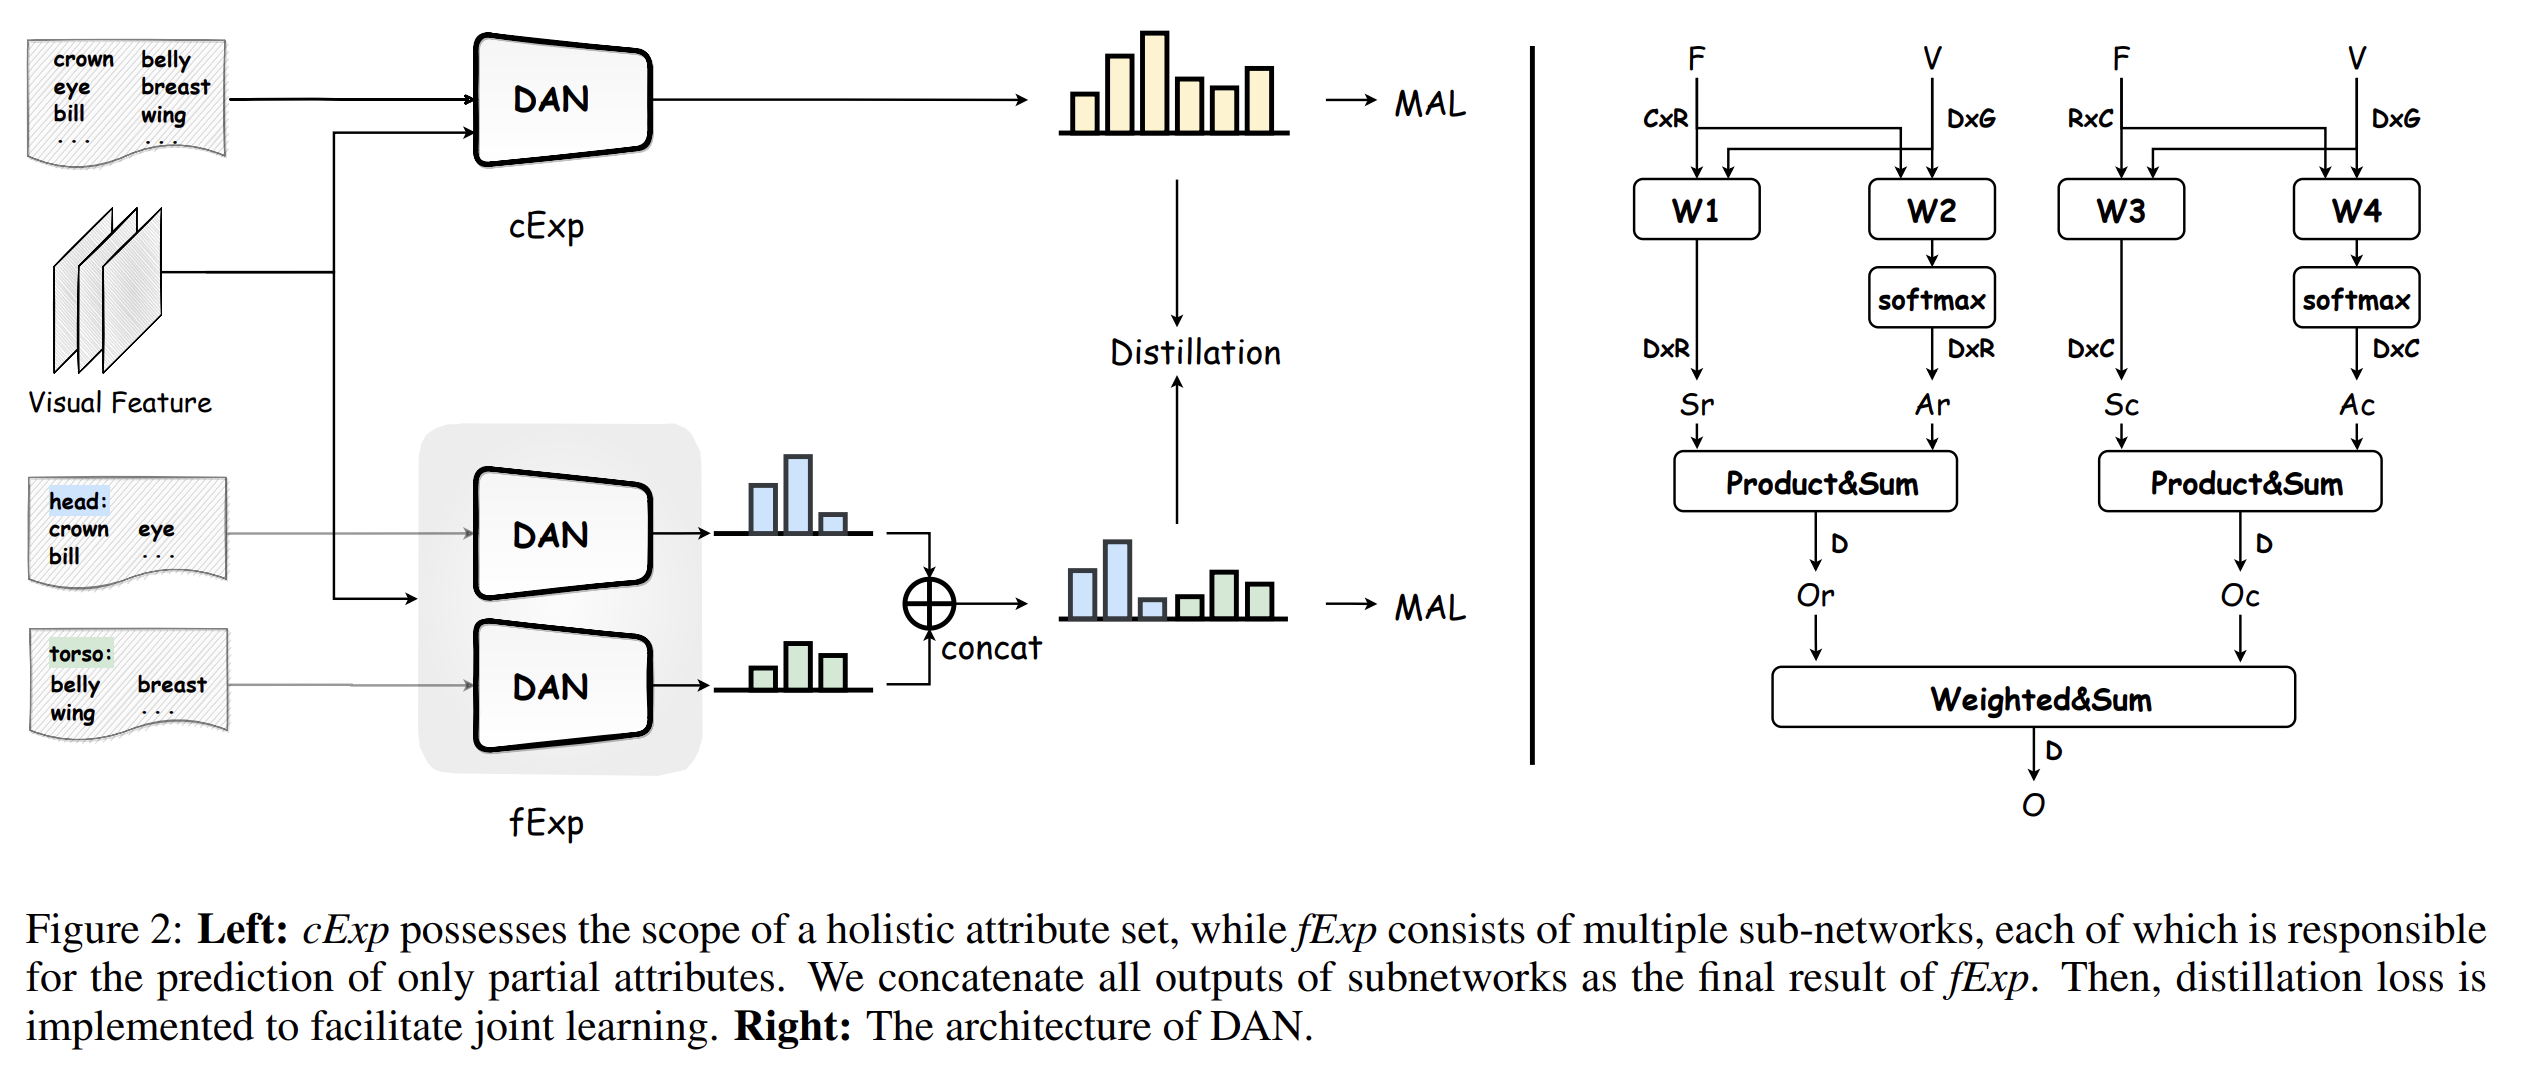 crown belly
eye breast
bill wing
... ...
DAN
cExp
MAL
Visual Feature
Distillation
head:
crown eye
bill ...
DAN
torso:
belly breast
wing ...
DAN
fExp
concat
MAL
F V F V
CxR DxG RxC DxG
W1 W2 W3 W4
softmax softmax
DxR DxR DxC DxC
Sr Ar Sc Ac
Product&Sum Product&Sum
D D
Or Oc
Weighted&Sum
D
O
Figure 2: Left: cExp possesses the scope of a holistic attribute set, while fExp consists of multiple sub-networks, each of which is responsible
for the prediction of only partial attributes. We concatenate all outputs of subnetworks as the final result of fExp. Then, distillation loss is
implemented to facilitate joint learning. Right: The architecture of DAN.